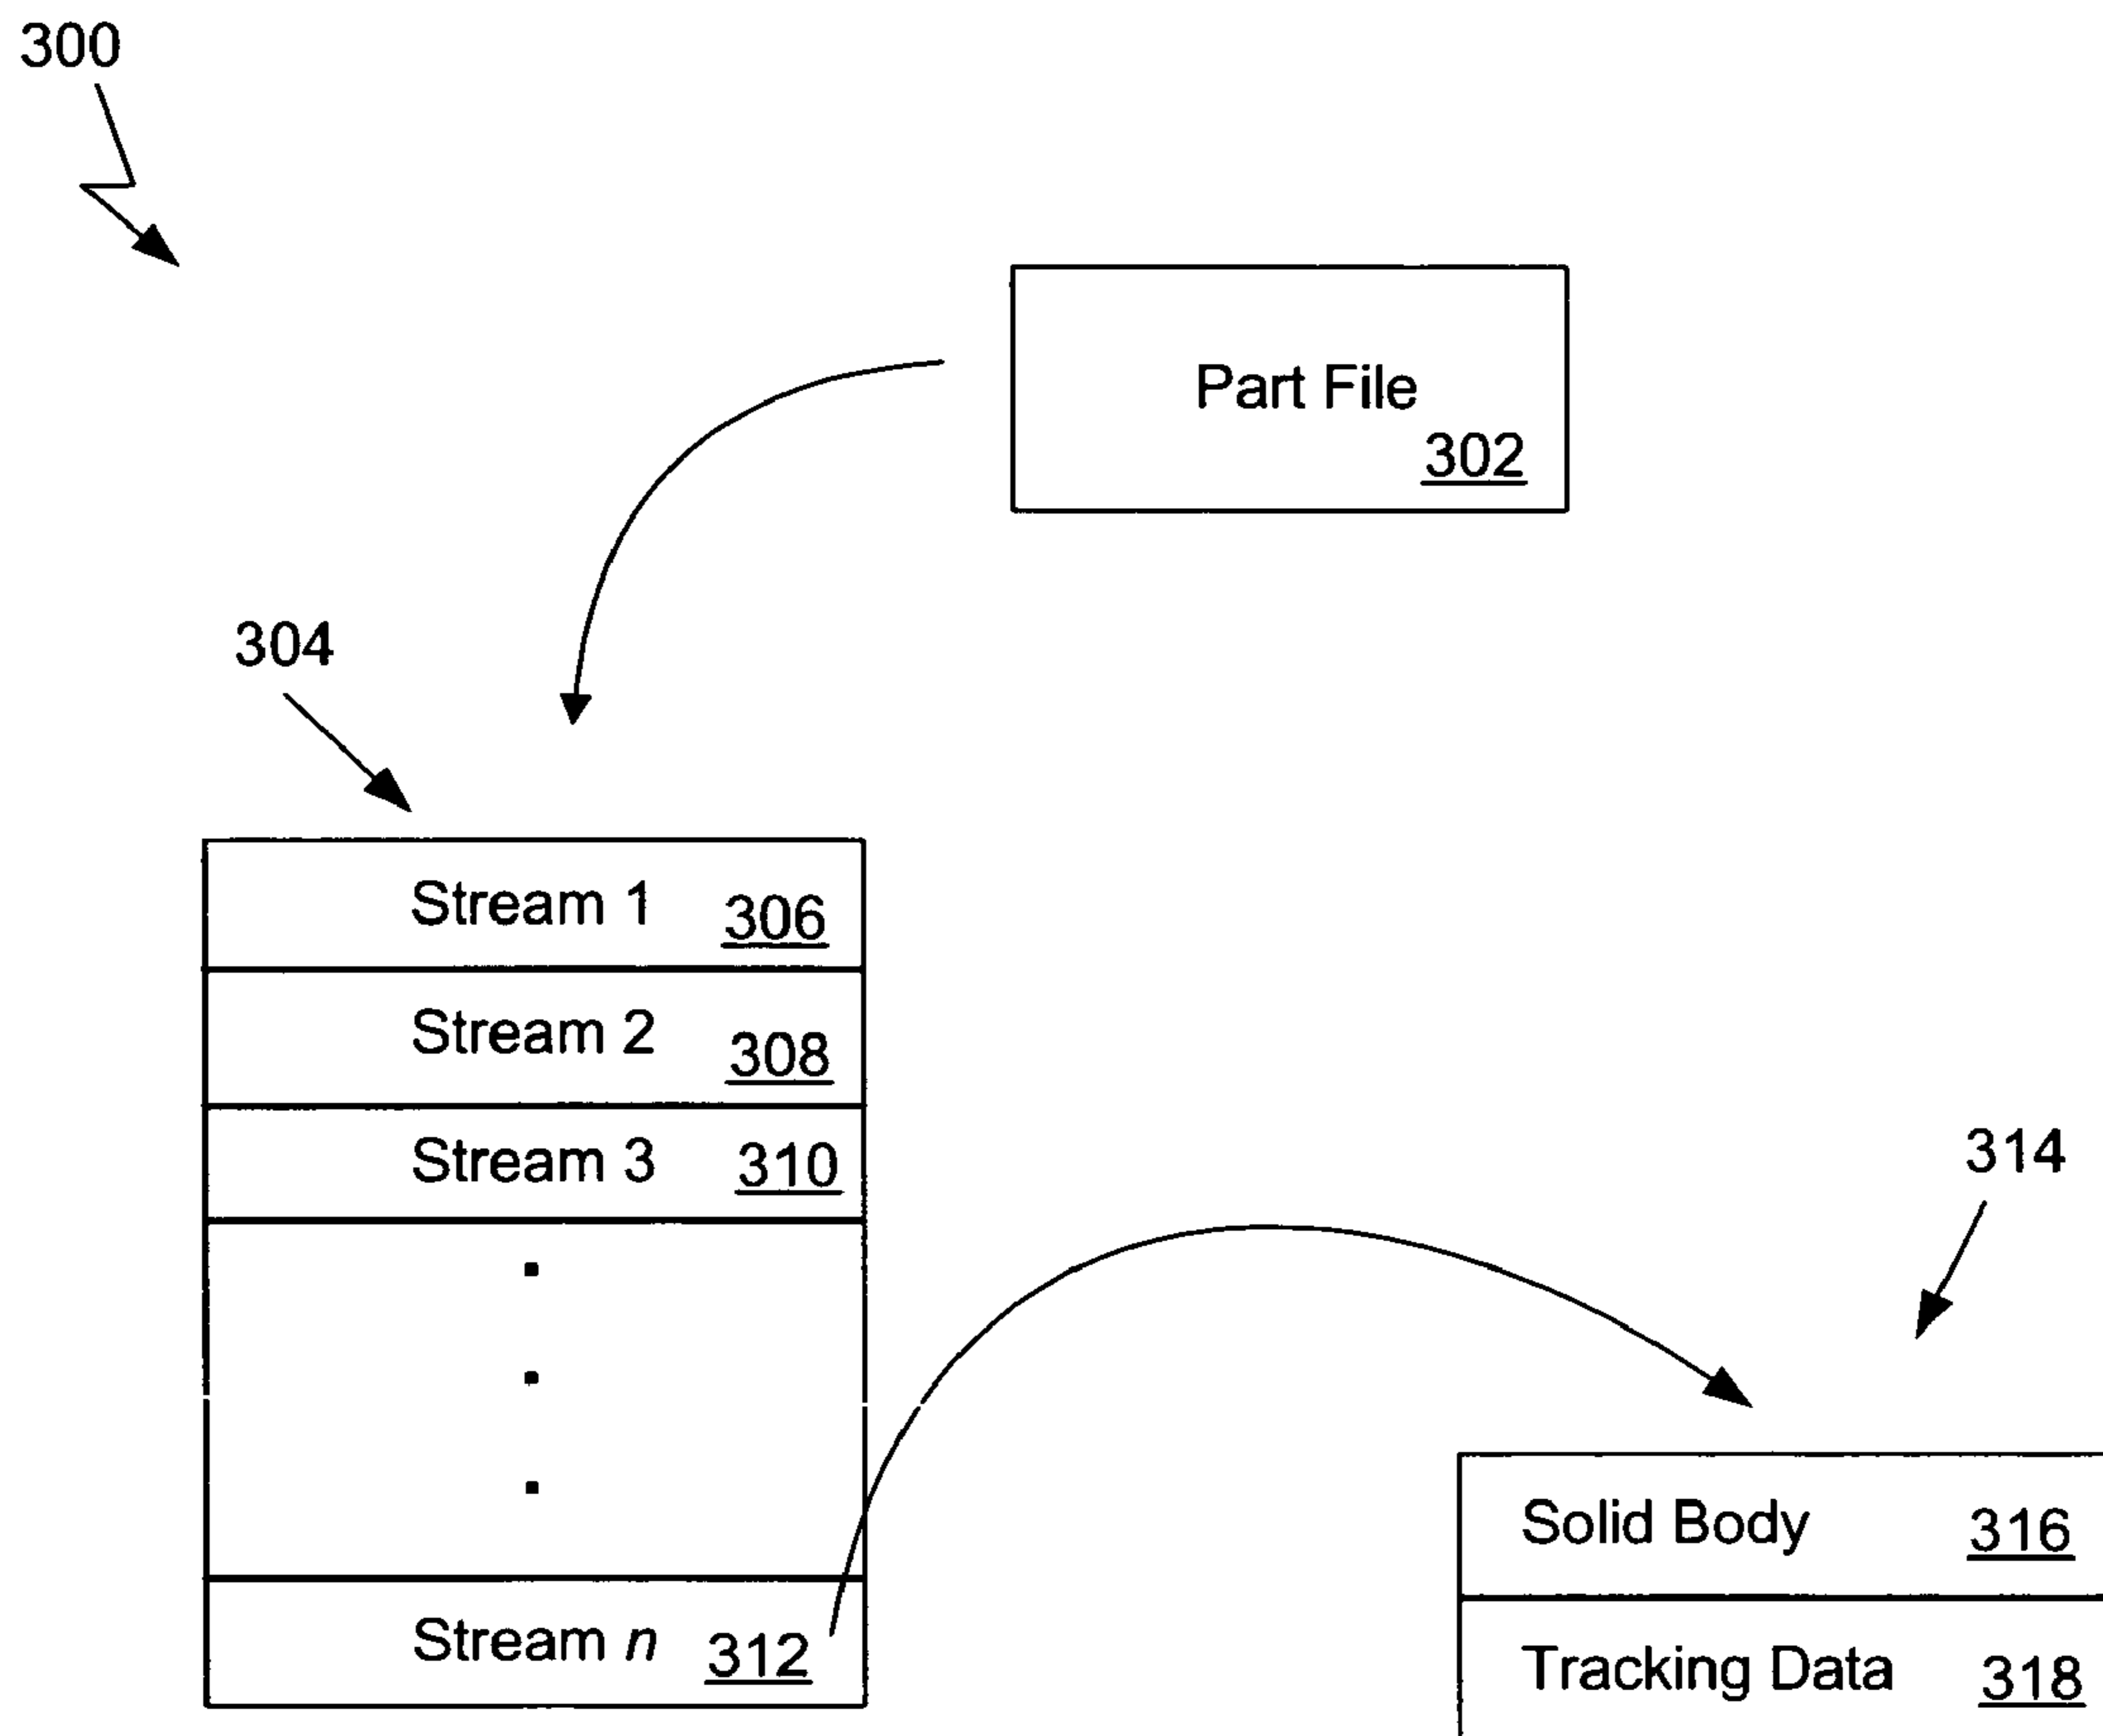 300
Part File
302
304
Stream 1 306
Stream 2 308
Stream 3 310
314
Stream n 312
Solid Body 316
Tracking Data 318